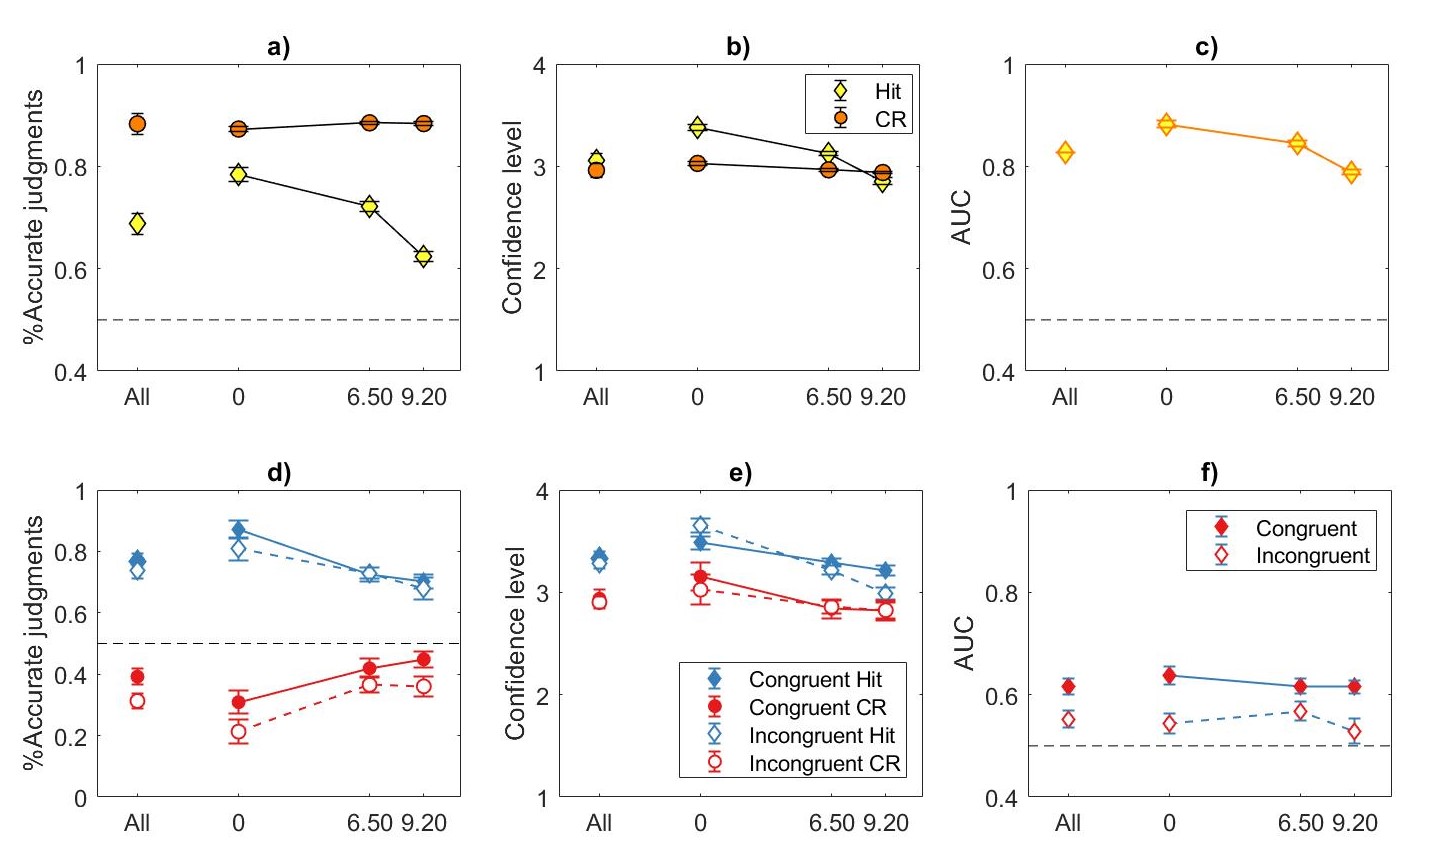 a)
%Accurate judgments
1
0.8
0.6
0.4
All 0 6.50 9.20
b)
Confidence level
4
3
2
1
Hit
CR
All 0 6.50 9.20
c)
AUC
1
0.8
0.6
0.4
All 0 6.50 9.20
d)
%Accurate judgments
1
0.8
0.6
0.4
0.2
0
All 0 6.50 9.20
e)
Confidence level
4
3
2
1
Congruent Hit
Congruent CR
Incongruent Hit
Incongruent CR
All 0 6.50 9.20
f)
AUC
1
0.8
0.6
0.4
Congruent
Incongruent
All 0 6.50 9.20